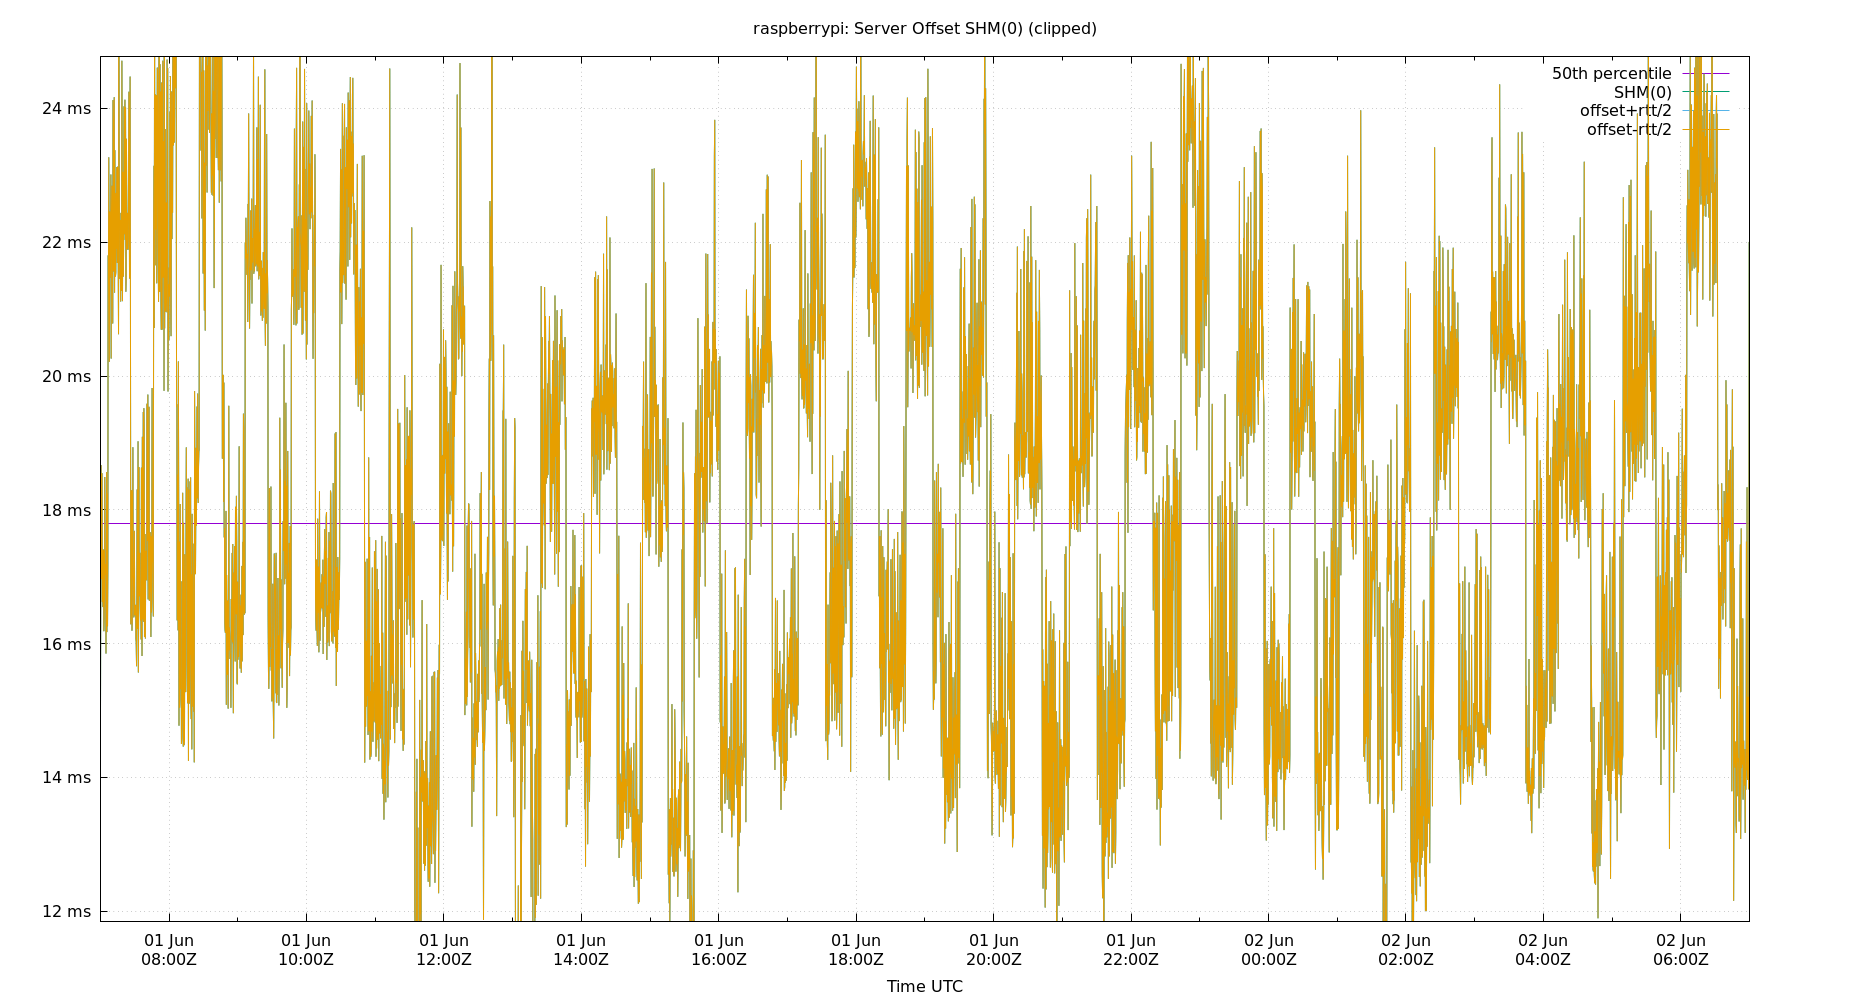 raspberrypi: Server Offset SHM(0) (clipped)
50th percentile
SHM(0)
offset+rtt/2
offset-rtt/2
24 ms
22 ms
20 ms
18 ms
16 ms
14 ms
12 ms
01 Jun 01 Jun 01 Jun 01 Jun 01 Jun 01 Jun 01 Jun 01 Jun 02 Jun 02 Jun 02 Jun 02 Jun
08:00Z 10:00Z 12:00Z 14:00Z 16:00Z 18:00Z 20:00Z 22:00Z 00:00Z 02:00Z 04:00Z 06:00Z
Time UTC